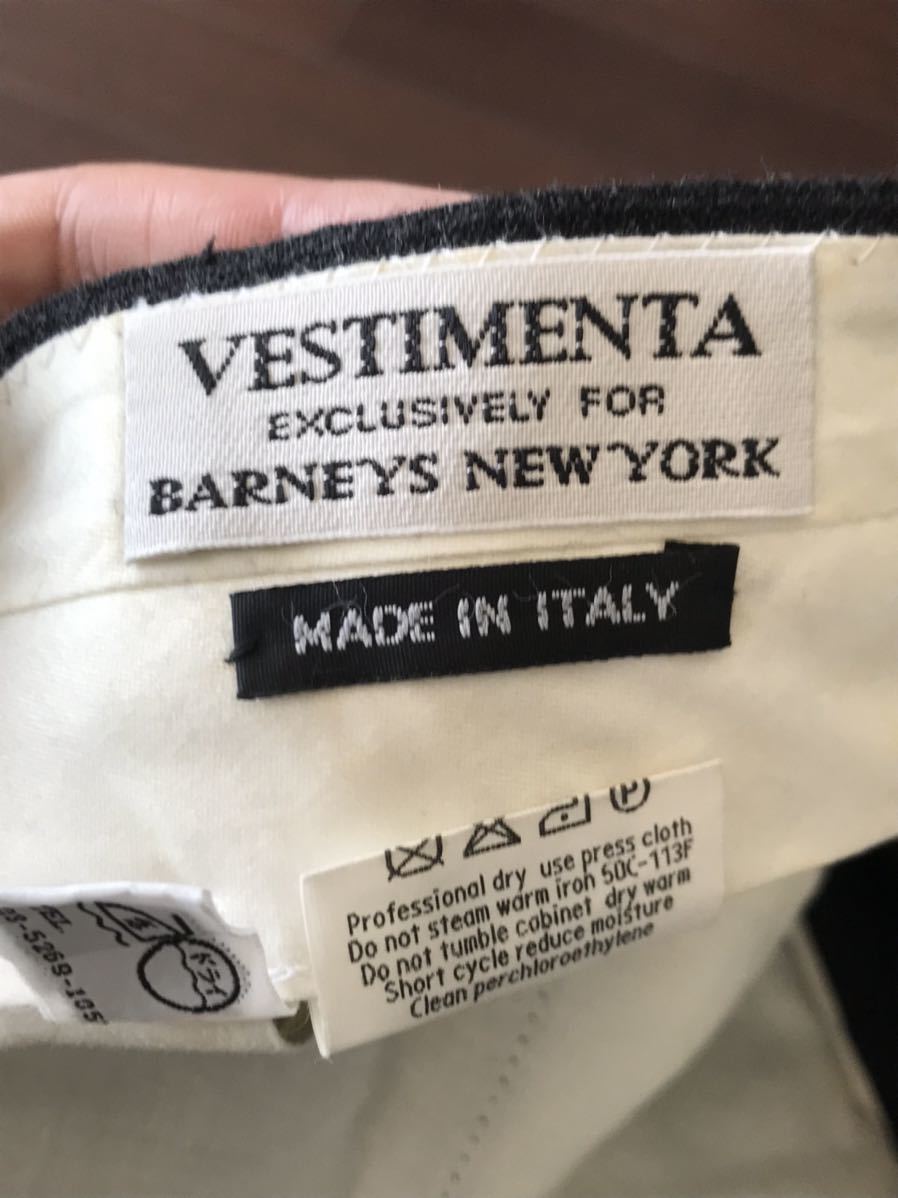 VESTIMENTA
EXCLUSIVELY FOR
BARNEYS NEW YORK
MADE IN ITALY
P
Professional dry use press cloth
Do not steam warm iron 50C-113F
Do not tumble cabinet dry warm
Short cycle reduce moisture
Clean perchloroethylene
ドライ
TEL